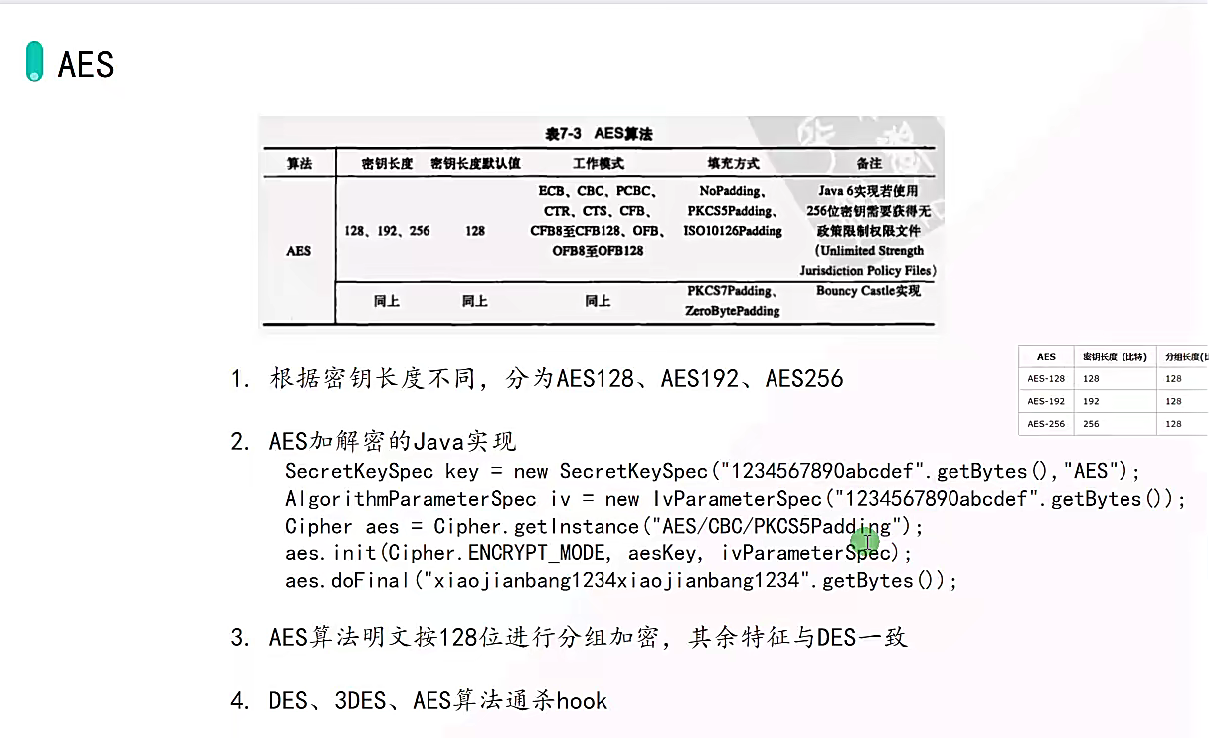 AES
表7-3 AES算法
算法 密钥长度 密钥长度默认值 工作模式 填充方式 备注
AES 128、192、256 128 ECB、CBC、PCBC、 NoPadding、 Java 6实现若使用
CTR、CTS、CFB、 PKCS5Padding、 256位密钥需要获得无
CFB8至CFB128、OFB、 ISO10126Padding 政策限制权限文件
OFB8至OFB128 (Unlimited Strength
Jurisdiction Policy Files)
同上 同上 同上 PKCS7Padding、 Bouncy Castle实现
ZeroBytePadding
AES 密钥长度(比特) 分组长度(
AES-128 128 128
AES-192 192 128
AES-256 256 128
1. 根据密钥长度不同，分为AES128、AES192、AES256
2. AES加解密的Java实现
SecretKeySpec key = new SecretKeySpec("1234567890abcdef".getBytes(),"AES");
AlgorithmParameterSpec iv = new IvParameterSpec("1234567890abcdef".getBytes());
Cipher aes = Cipher.getInstance("AES/CBC/PKCS5Padding");
aes.init(Cipher.ENCRYPT_MODE, aesKey, ivParameterSpec);
aes.doFinal("xiaojianbang1234xiaojianbang1234".getBytes());
3. AES算法明文按128位进行分组加密，其余特征与DES一致
4. DES、3DES、AES算法通杀hook